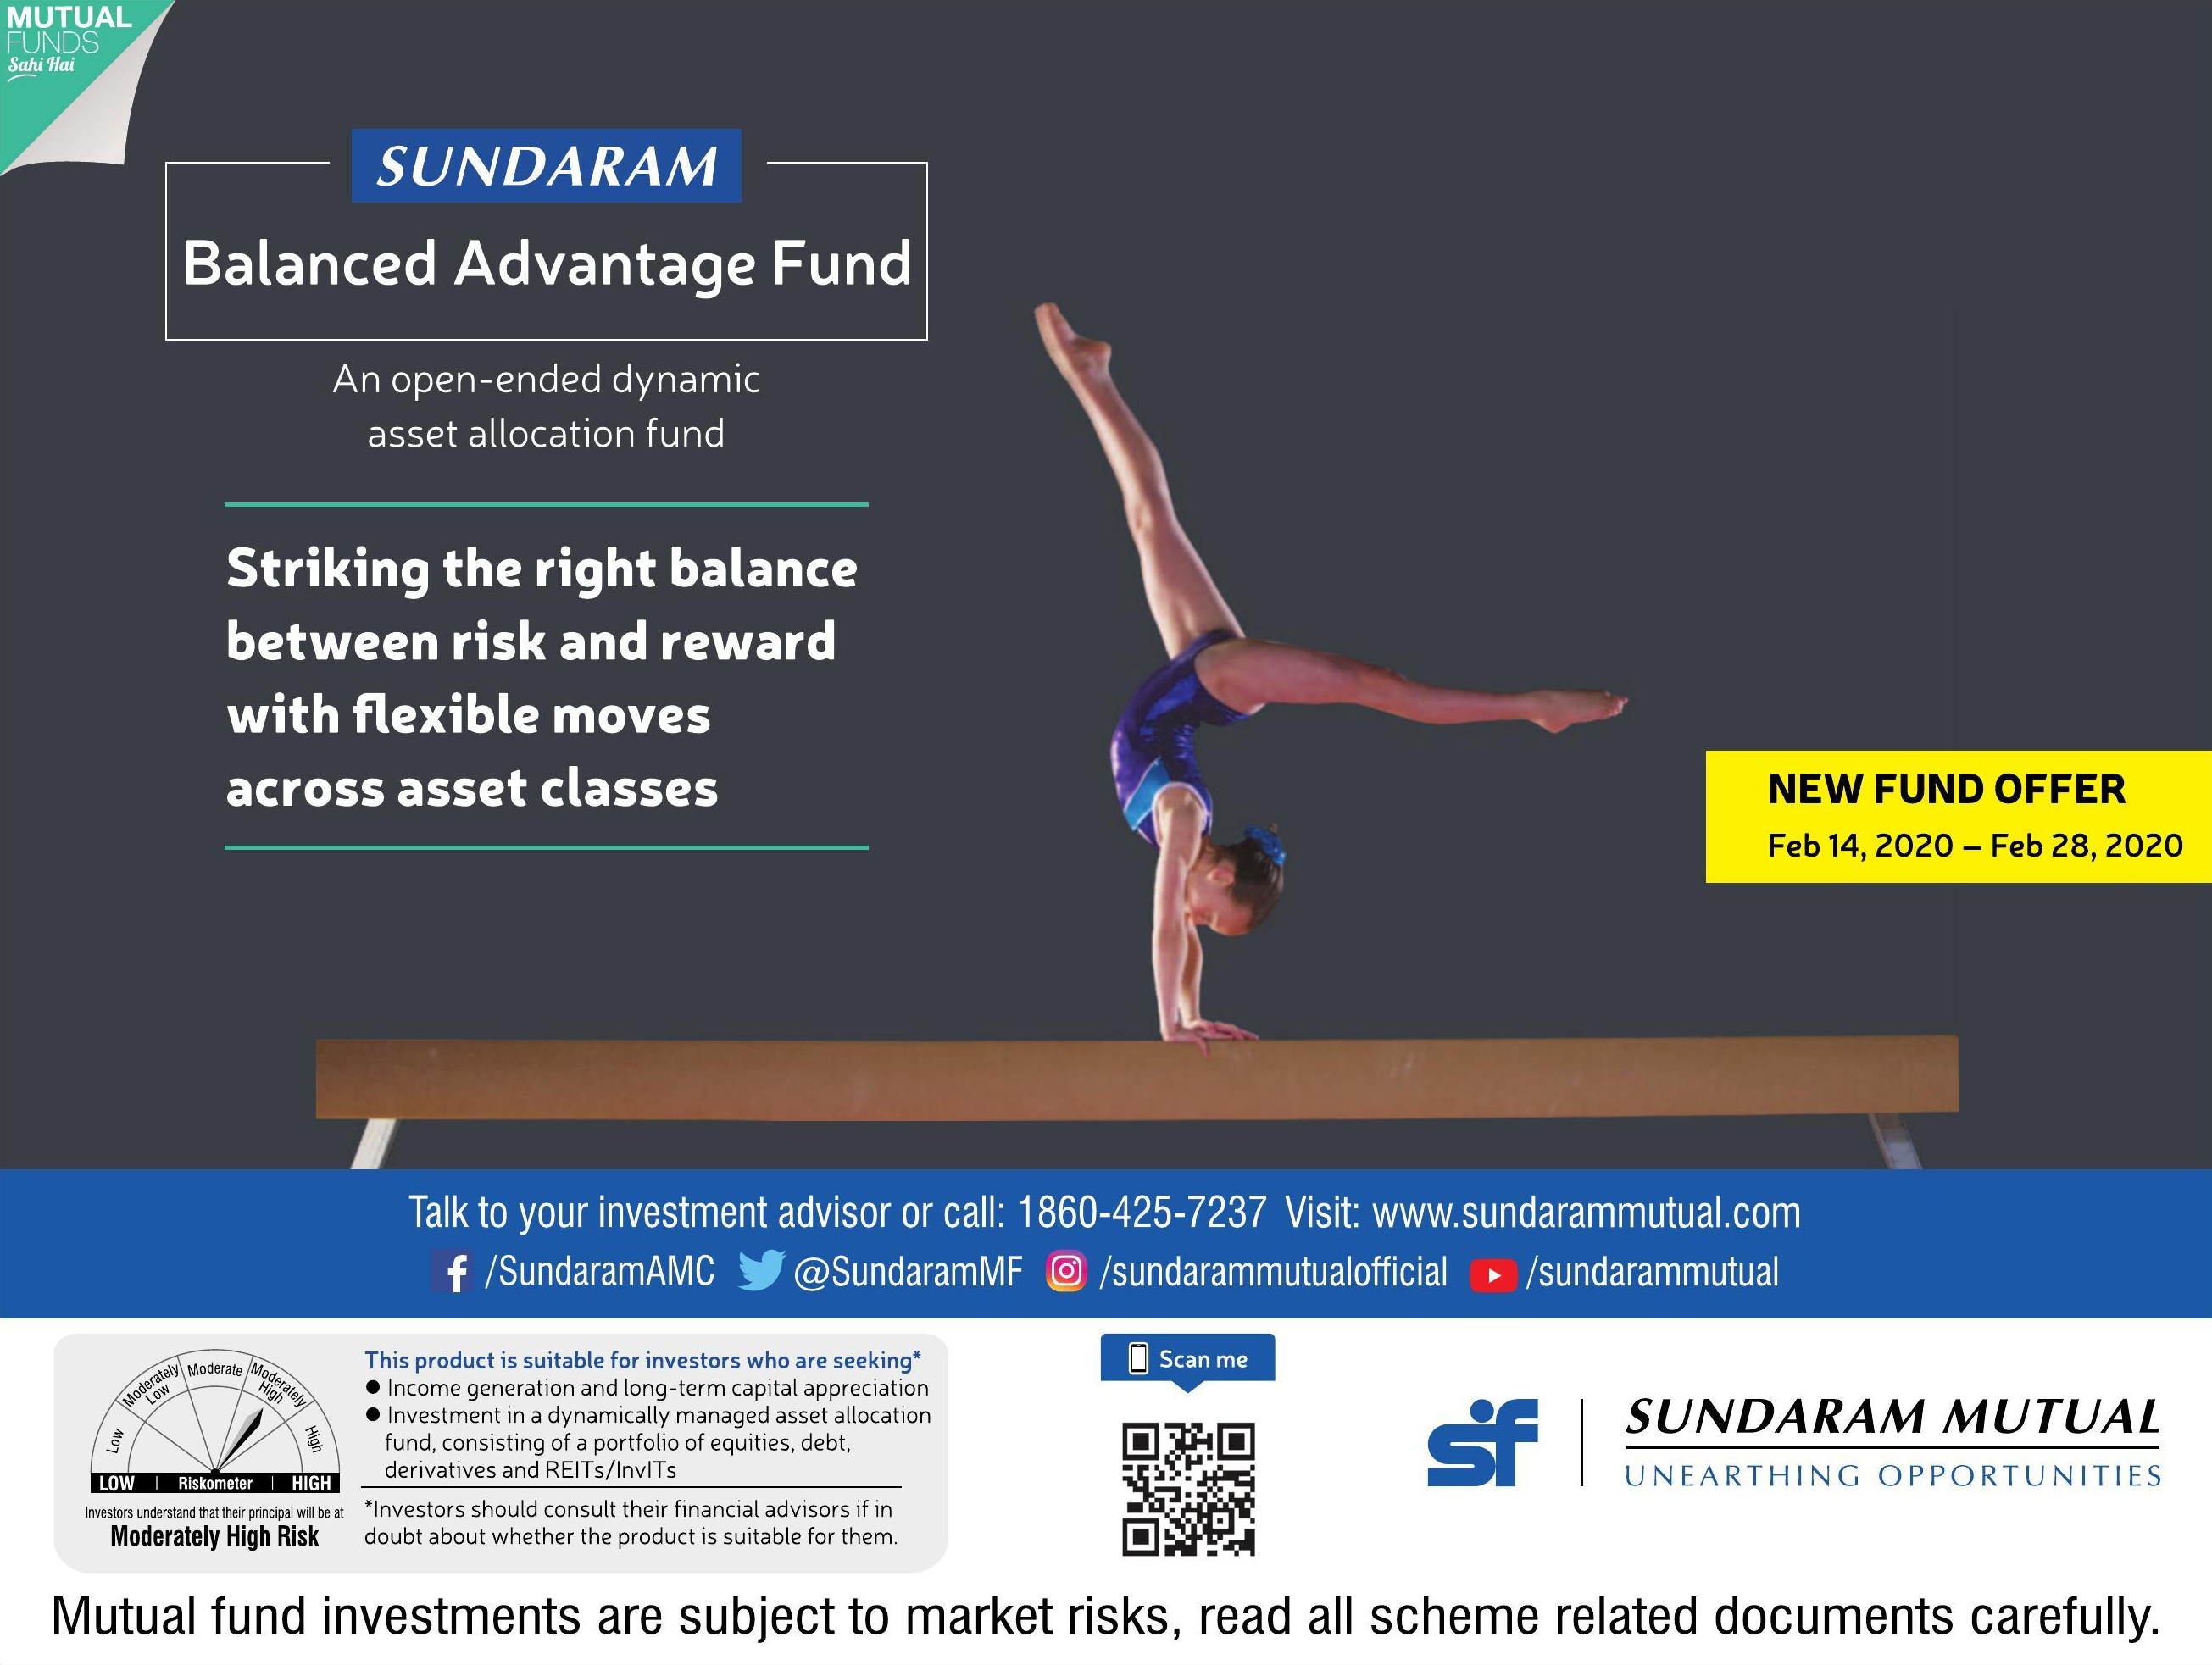 MUTUAL
FUNDS
Sahi Hai
SUNDARAM
Balanced Advantage Fund
An open-ended dynamic
asset allocation fund
Striking the right balance
between risk and reward
with flexible moves
across asset classes
NEW FUND OFFER
Feb 14, 2020 – Feb 28, 2020
Talk to your investment advisor or call: 1860-425-7237 Visit: www.sundarammutual.com
/SundaramAMC @SundaramMF /sundarammutualofficial /sundarammutual
Low
Moderately Low
Moderate
Moderately High
High
LOW | Riskometer | HIGH
Investors understand that their principal will be at
Moderately High Risk
This product is suitable for investors who are seeking*
● Income generation and long-term capital appreciation
● Investment in a dynamically managed asset allocation
fund, consisting of a portfolio of equities, debt,
derivatives and REITs/InvITs
*Investors should consult their financial advisors if in
doubt about whether the product is suitable for them.
Scan me
sf
SUNDARAM MUTUAL
UNEARTHING OPPORTUNITIES
Mutual fund investments are subject to market risks, read all scheme related documents carefully.